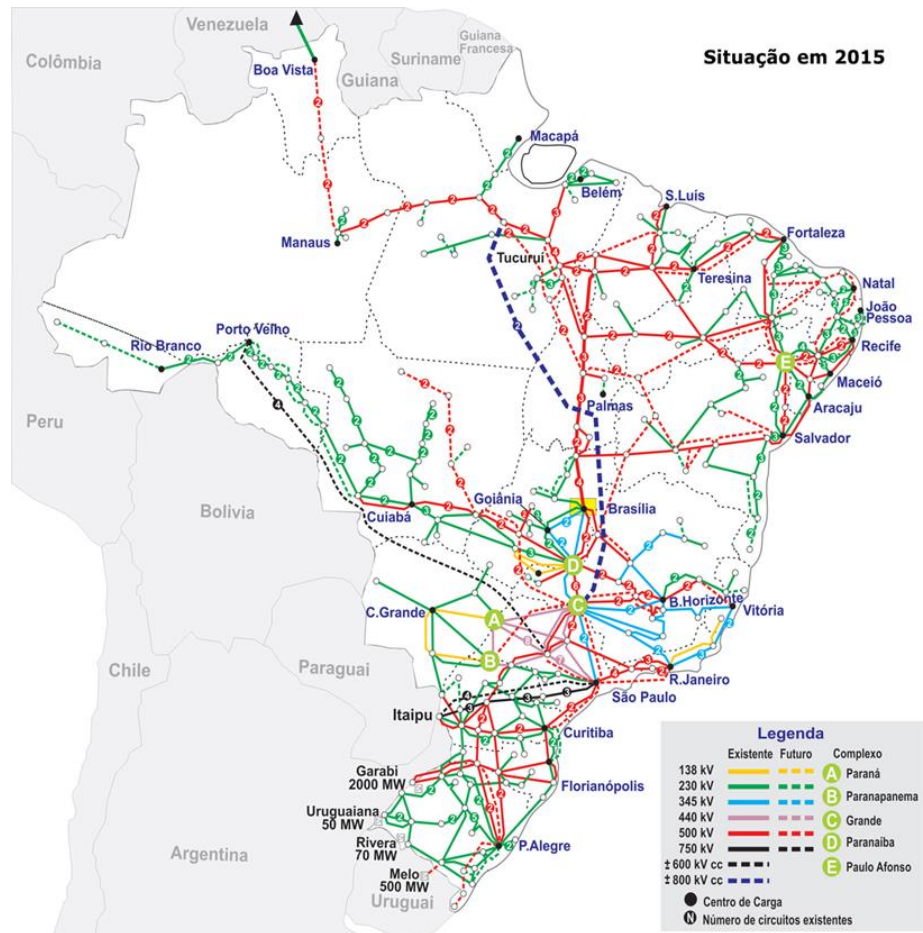 Situação em 2015
Venezuela
Guiana
Francesa
Suriname
Colômbia
Guiana
Boa Vista
Macapá
Belém
S.Luís
Manaus
Tucuruí
Fortaleza
Teresina
Natal
João
Pessoa
Recife
Porto Velho
Rio Branco
E
Maceió
Palmas
Aracaju
Salvador
Peru
Bolivia
Cuiabá
Goiânia
Brasília
D
C
B.Horizonte
Vitória
C.Grande
A
B
Chile
Paraguai
R.Janeiro
São Paulo
Itaipu
Curitiba
Garabi
2000 MW
Florianópolis
Uruguaiana
50 MW
Rivera
70 MW
P.Alegre
Melo
500 MW
Argentina
Uruguai
Legenda
Existente Futuro Complexo
138 kV A Paraná
230 kV B Paranapanema
345 kV
440 kV C Grande
500 kV D Paranaíba
750 kV E Paulo Afonso
±600 kV cc
±800 kV cc
Centro de Carga
N Número de circuitos existentes